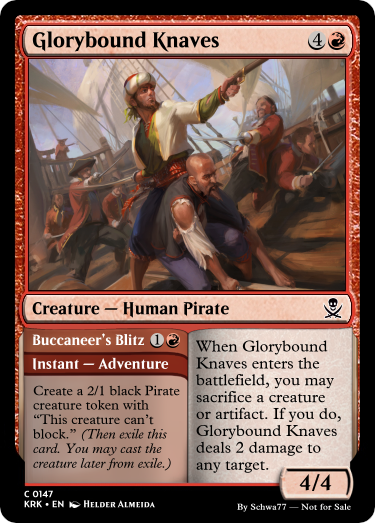 Glorybound Knaves 4
Creature — Human Pirate
Buccaneer's Blitz 1
Instant — Adventure
Create a 2/1 black Pirate
creature token with
“This creature can't
block.” (Then exile this
card. You may cast the
creature later from exile.)
When Glorybound
Knaves enters the
battlefield, you may
sacrifice a creature
or artifact. If you do,
Glorybound Knaves
deals 2 damage to
any target.
4/4
C 0147
KRK • EN Helder Almeida
By Schwa77 — Not for Sale